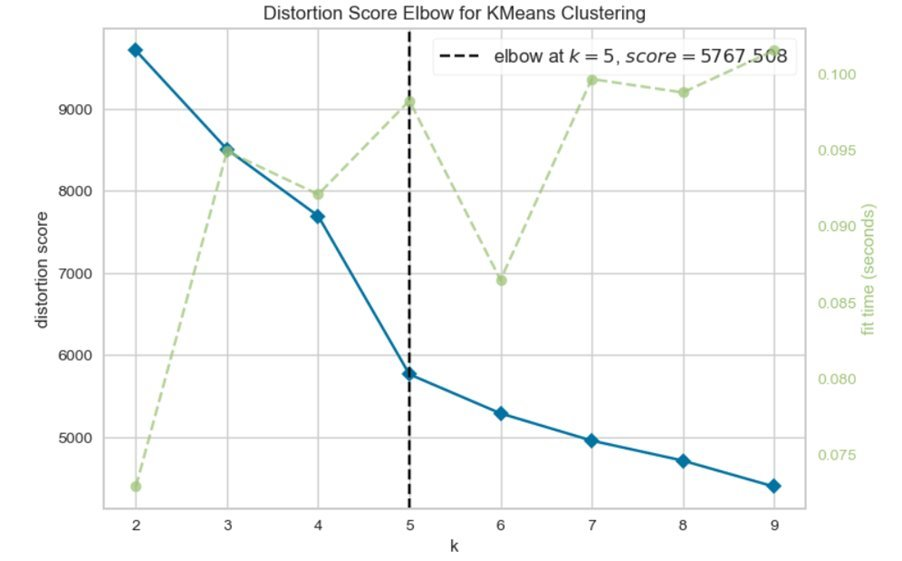 Distortion Score Elbow for KMeans Clustering
elbow at k = 5, score = 5767.508
9000
8000
7000
6000
5000
distortion score
0.100
0.095
0.090
0.085
0.080
0.075
fit time (seconds)
2 3 4 5 6 7 8 9
k